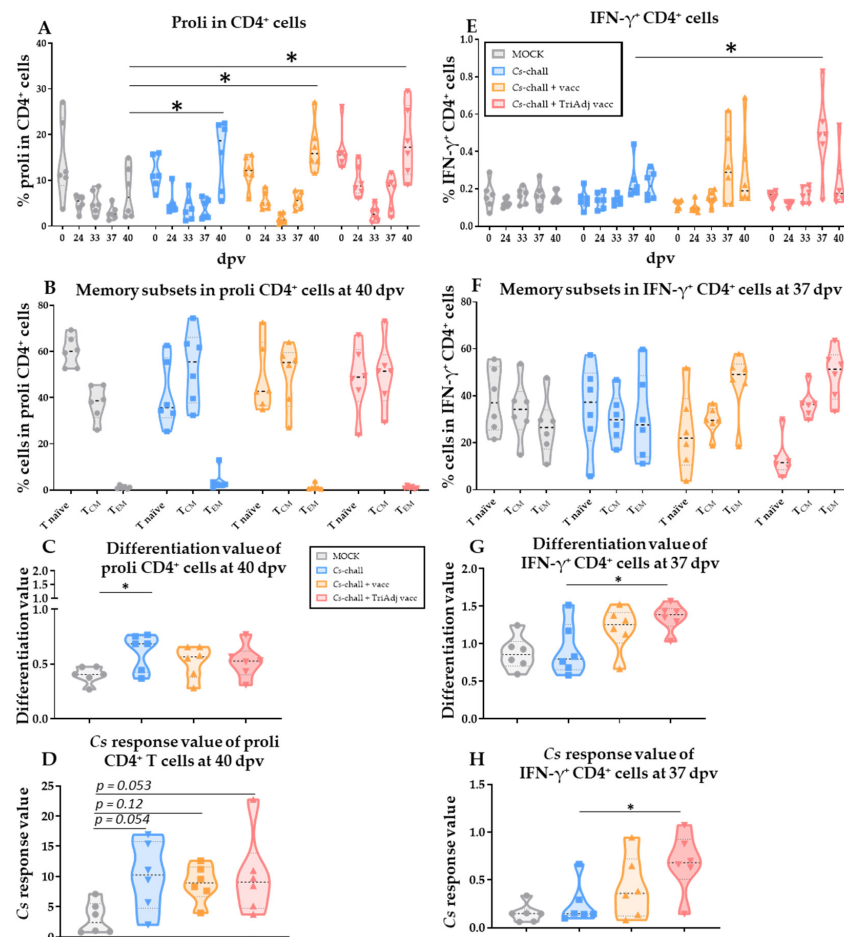 A
Proli in CD4⁺ cells
% proli in CD4⁺ cells
40
30
20
10
0
*
*
*
0 24 33 37 40 0 24 33 37 40 0 24 33 37 40 0 24 33 37 40
dpv
E
IFN-γ⁺ CD4⁺ cells
% IFN-γ⁺ CD4⁺ cells
1.0
0.8
0.6
0.4
0.2
0.0
MOCK
Cs-chall
Cs-chall + vacc
Cs-chall + TriAdj vacc
*
0 24 33 37 40 0 24 33 37 40 0 24 33 37 40 0 24 33 37 40
dpv
B
Memory subsets in proli CD4⁺ cells at 40 dpv
% cells in proli CD4⁺ cells
80
60
40
20
0
T naïve T_CM T_EM T naïve T_CM T_EM T naïve T_CM T_EM T naïve T_CM T_EM
F
Memory subsets in IFN-γ⁺ CD4⁺ cells at 37 dpv
% cells in IFN-γ⁺ CD4⁺ cells
80
60
40
20
0
T naïve T_CM T_EM T naïve T_CM T_EM T naïve T_CM T_EM T naïve T_CM T_EM
C
Differentiation value of
proli CD4⁺ cells at 40 dpv
Differentiation value
2.0
1.5
1.0
0.5
0.0
*
MOCK
Cs-chall
Cs-chall + vacc
Cs-chall + TriAdj vacc
G
Differentiation value of
IFN-γ⁺ CD4⁺ cells at 37 dpv
Differentiation value
2.0
1.5
1.0
0.5
0.0
*
D
Cs response value of proli
CD4⁺ T cells at 40 dpv
Cs response value
25
20
15
10
5
0
p = 0.053
p = 0.12
p = 0.054
H
Cs response value of
IFN-γ⁺ CD4⁺ cells at 37 dpv
Cs response value
1.5
1.0
0.5
0.0
*